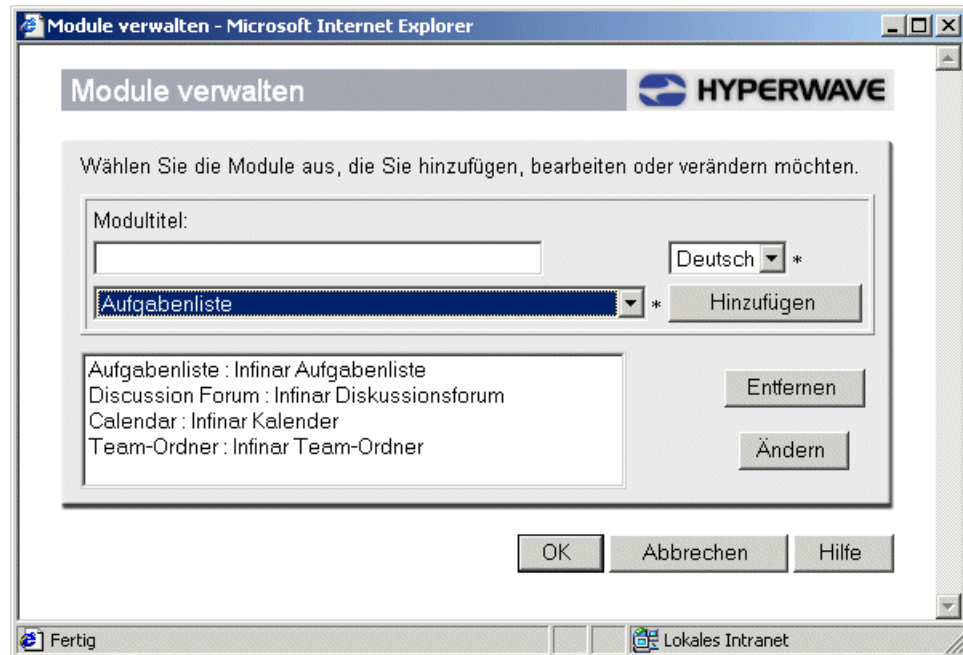 Module verwalten - Microsoft Internet Explorer
Module verwalten
HYPERWAVE
Wählen Sie die Module aus, die Sie hinzufügen, bearbeiten oder verändern möchten.
Modultitel:
Deutsch *
Aufgabenliste * Hinzufügen
Aufgabenliste : Infinar Aufgabenliste
Discussion Forum : Infinar Diskussionsforum
Calendar : Infinar Kalender
Team-Ordner : Infinar Team-Ordner
Entfernen
Ändern
OK Abbrechen Hilfe
Fertig Lokales Intranet